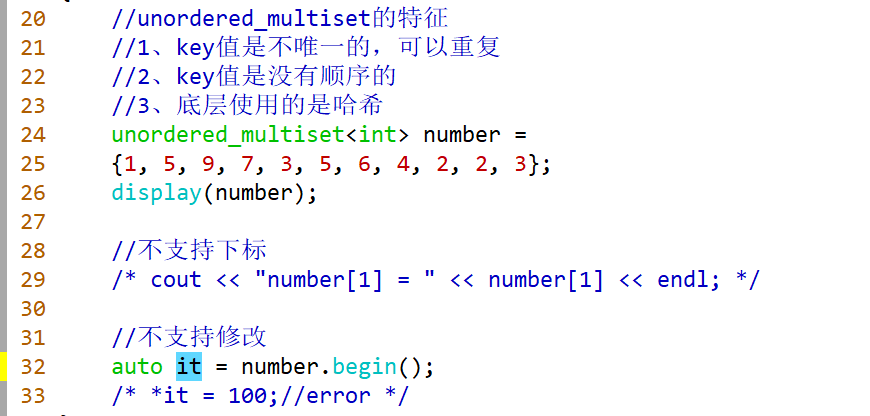 20 //unordered_multiset的特征
21 //1、key值是不唯一的，可以重复
22 //2、key值是没有顺序的
23 //3、底层使用的是哈希
24 unordered_multiset<int> number =
25 {1, 5, 9, 7, 3, 5, 6, 4, 2, 2, 3};
26 display(number);
27
28 //不支持下标
29 /* cout << "number[1] = " << number[1] << endl; */
30
31 //不支持修改
32 auto it = number.begin();
33 /* *it = 100;//error */